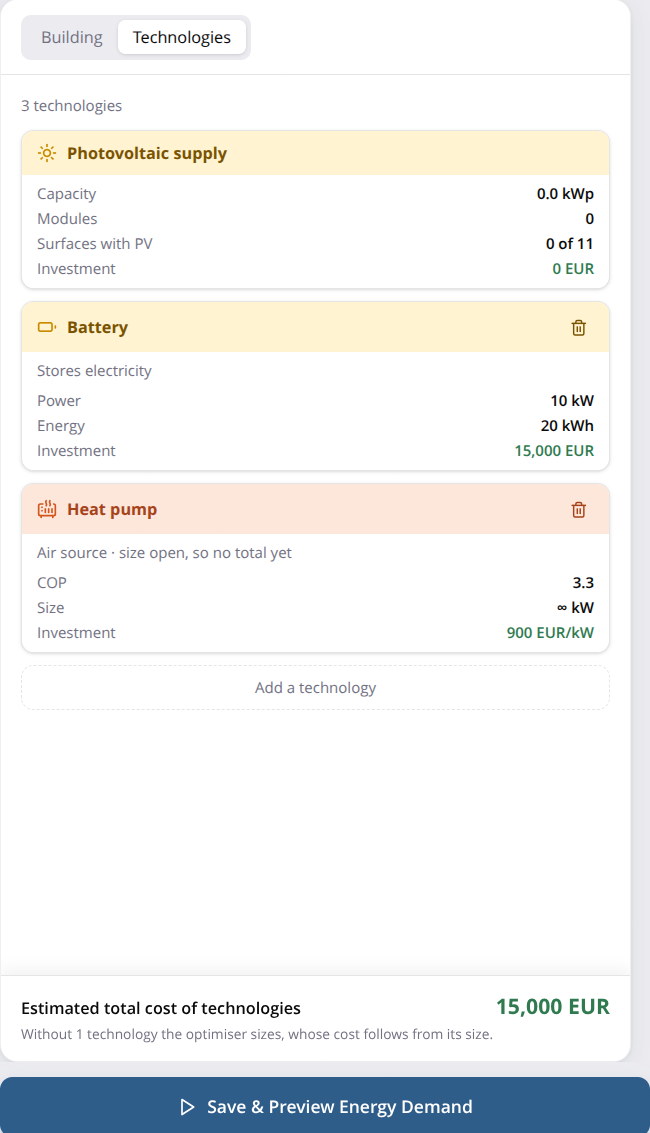 Building Technologies
3 technologies
Photovoltaic supply
Capacity 0.0 kWp
Modules 0
Surfaces with PV 0 of 11
Investment 0 EUR
Battery
Stores electricity
Power 10 kW
Energy 20 kWh
Investment 15,000 EUR
Heat pump
Air source · size open, so no total yet
COP 3.3
Size ∞ kW
Investment 900 EUR/kW
Add a technology
Estimated total cost of technologies 15,000 EUR
Without 1 technology the optimiser sizes, whose cost follows from its size.
Save & Preview Energy Demand